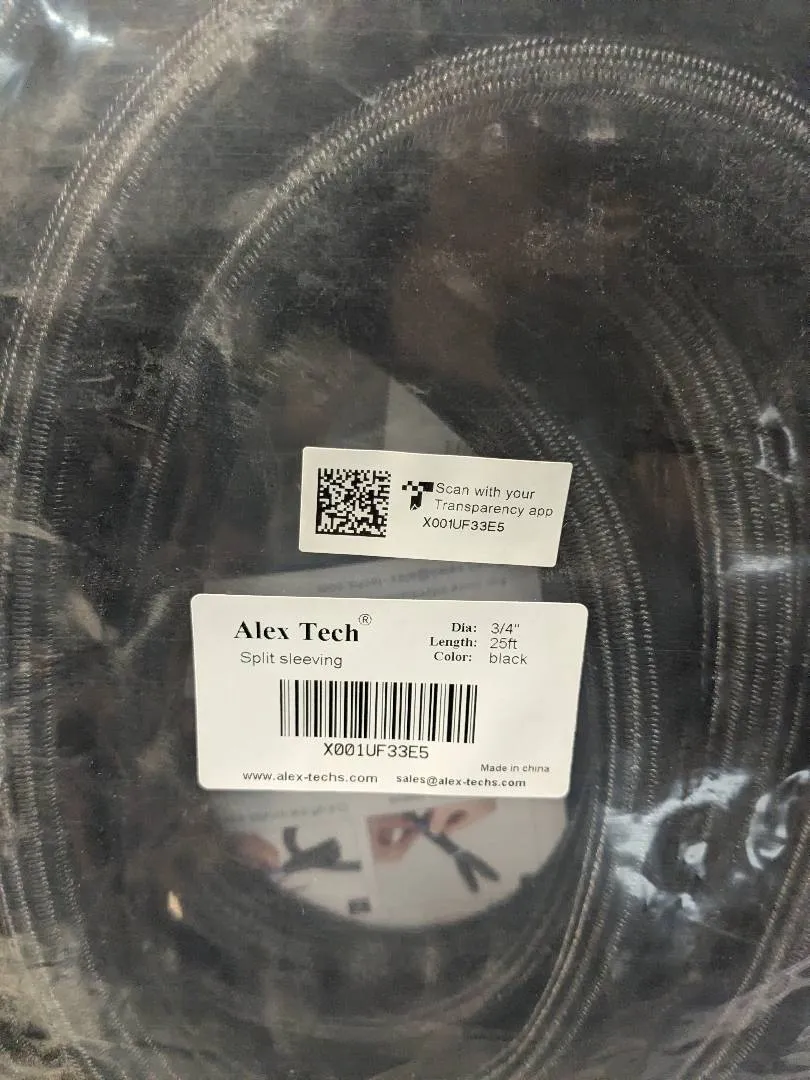 Scan with your
Transparency app
X001UF33E5
Alex Tech®
Split sleeving
Dia: 3/4"
Length: 25ft
Color: black
X001UF33E5
Made in china
www.alex-techs.com sales@alex-techs.com